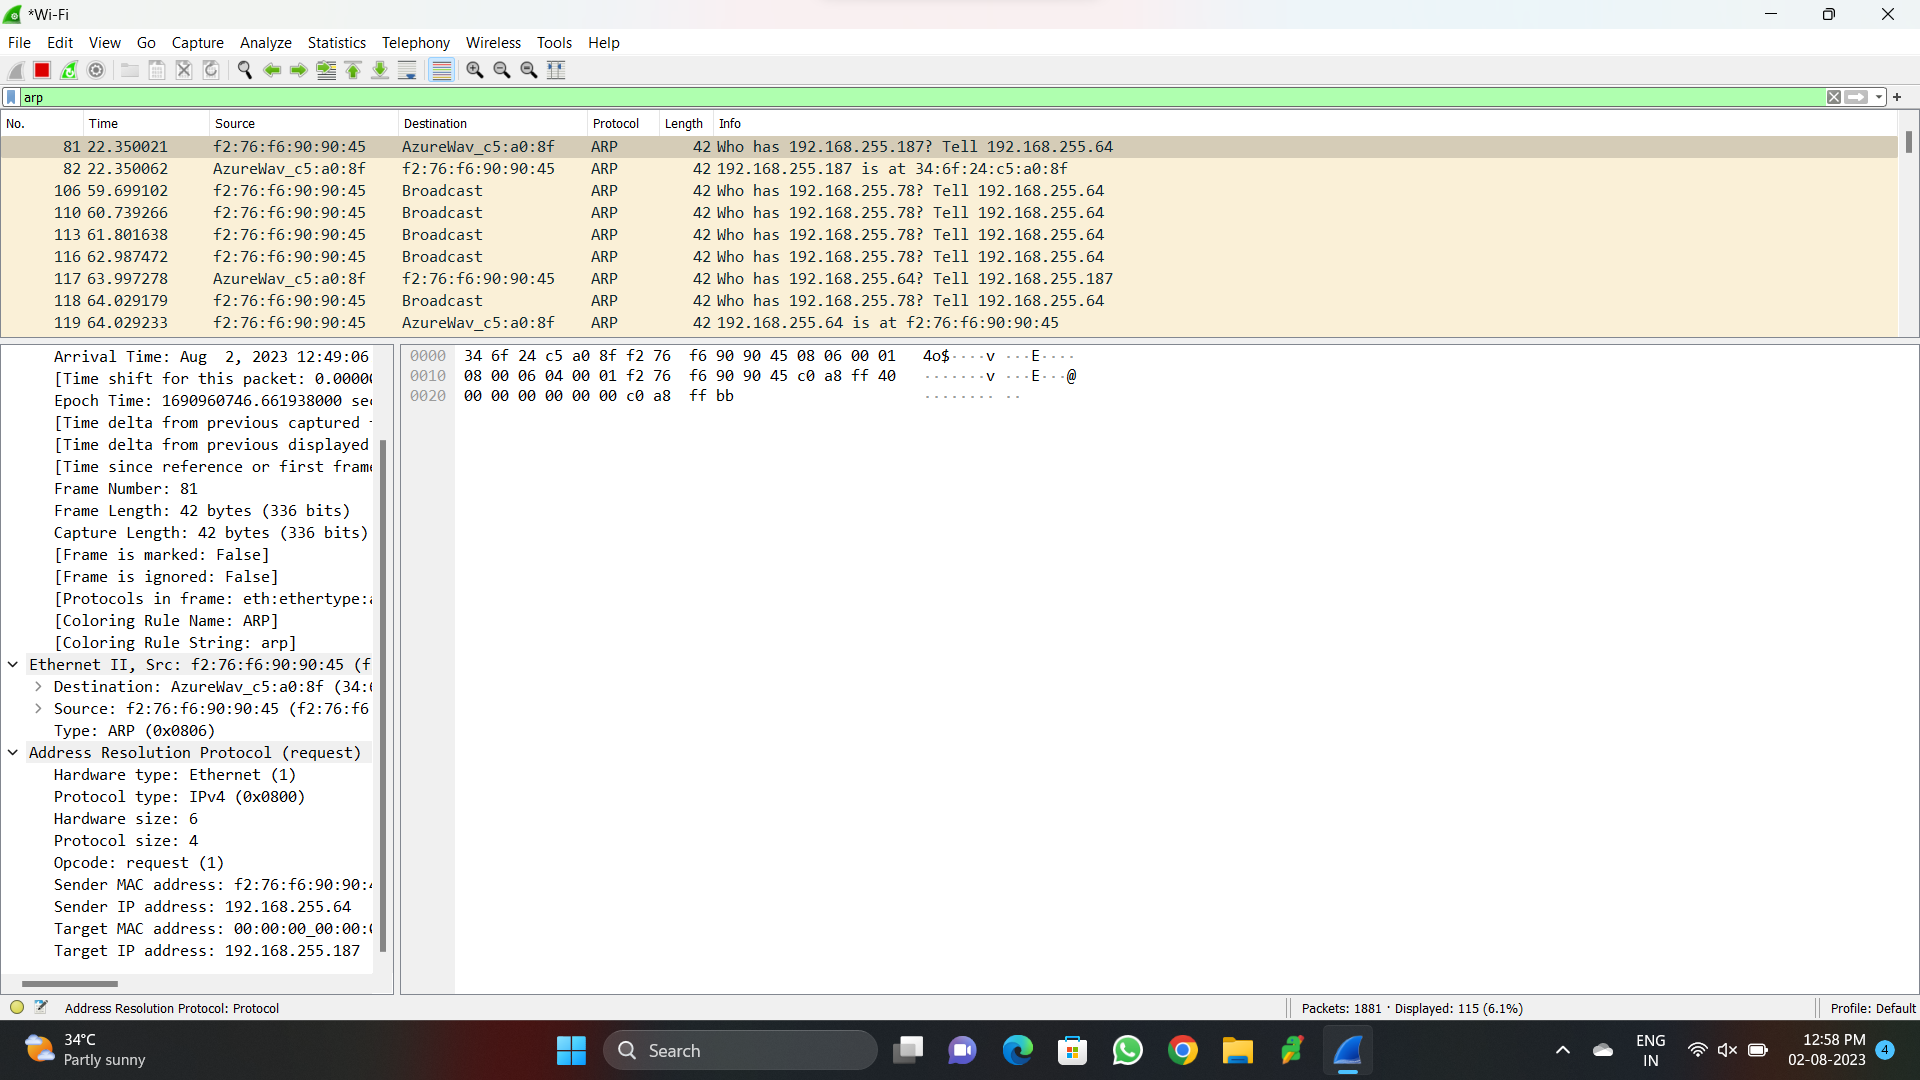 *Wi-Fi
File Edit View Go Capture Analyze Statistics Telephony Wireless Tools Help
arp
No. Time Source Destination Protocol Length Info
81 22.350021 f2:76:f6:90:90:45 AzureWav_c5:a0:8f ARP 42 Who has 192.168.255.187? Tell 192.168.255.64
82 22.350062 AzureWav_c5:a0:8f f2:76:f6:90:90:45 ARP 42 192.168.255.187 is at 34:6f:24:c5:a0:8f
106 59.699102 f2:76:f6:90:90:45 Broadcast ARP 42 Who has 192.168.255.78? Tell 192.168.255.64
110 60.739266 f2:76:f6:90:90:45 Broadcast ARP 42 Who has 192.168.255.78? Tell 192.168.255.64
113 61.801638 f2:76:f6:90:90:45 Broadcast ARP 42 Who has 192.168.255.78? Tell 192.168.255.64
116 62.987472 f2:76:f6:90:90:45 Broadcast ARP 42 Who has 192.168.255.78? Tell 192.168.255.64
117 63.997278 AzureWav_c5:a0:8f f2:76:f6:90:90:45 ARP 42 Who has 192.168.255.64? Tell 192.168.255.187
118 64.029179 f2:76:f6:90:90:45 Broadcast ARP 42 Who has 192.168.255.78? Tell 192.168.255.64
119 64.029233 f2:76:f6:90:90:45 AzureWav_c5:a0:8f ARP 42 192.168.255.64 is at f2:76:f6:90:90:45
Arrival Time: Aug  2, 2023 12:49:06
[Time shift for this packet: 0.0000
Epoch Time: 1690960746.661938000 sec
[Time delta from previous captured
[Time delta from previous displayed
[Time since reference or first frame
Frame Number: 81
Frame Length: 42 bytes (336 bits)
Capture Length: 42 bytes (336 bits)
[Frame is marked: False]
[Frame is ignored: False]
[Protocols in frame: eth:ethertype:a
[Coloring Rule Name: ARP]
[Coloring Rule String: arp]
Ethernet II, Src: f2:76:f6:90:90:45 (f
Destination: AzureWav_c5:a0:8f (34:6
Source: f2:76:f6:90:90:45 (f2:76:f6
Type: ARP (0x0806)
Address Resolution Protocol (request)
Hardware type: Ethernet (1)
Protocol type: IPv4 (0x0800)
Hardware size: 6
Protocol size: 4
Opcode: request (1)
Sender MAC address: f2:76:f6:90:90:4
Sender IP address: 192.168.255.64
Target MAC address: 00:00:00_00:00:0
Target IP address: 192.168.255.187
0000 34 6f 24 c5 a0 8f f2 76 f6 90 90 45 08 06 00 01 4o$····v ···E····
0010 08 00 06 04 00 01 f2 76 f6 90 90 45 c0 a8 ff 40 ·······v ···E···@
0020 00 00 00 00 00 00 c0 a8 ff bb ········ ··
Address Resolution Protocol: Protocol
Packets: 1881 · Displayed: 115 (6.1%)
Profile: Default
34°C
Partly sunny
Search
ENG
IN
12:58 PM
02-08-2023
4